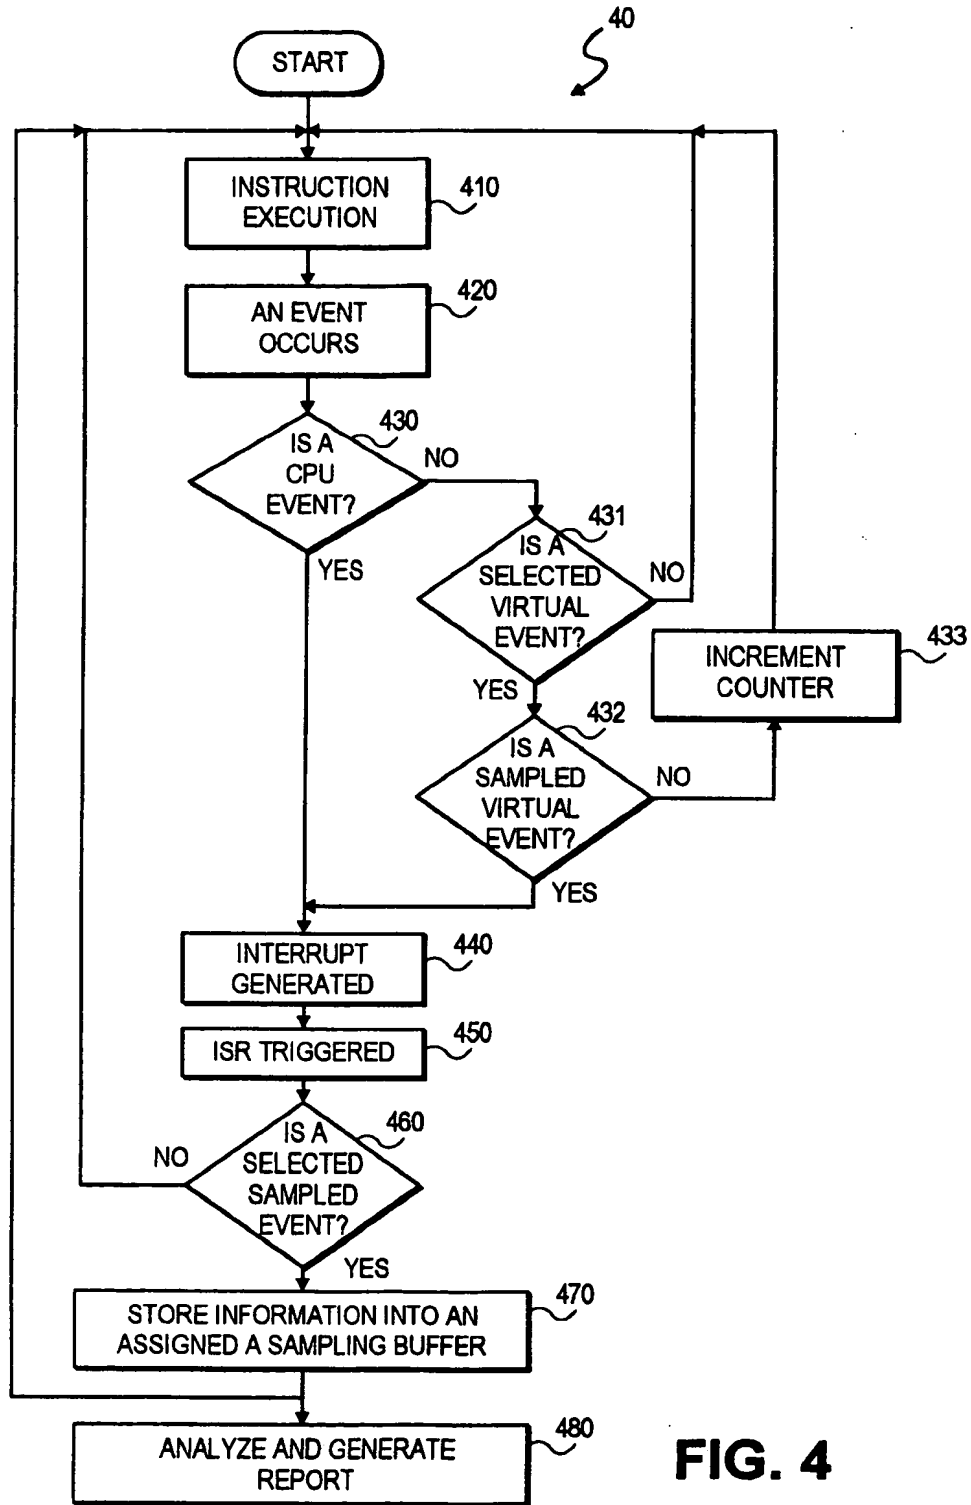 40
START
INSTRUCTION
EXECUTION
410
AN EVENT
OCCURS
420
IS A
CPU
EVENT?
430
NO
YES
IS A
SELECTED
VIRTUAL
EVENT?
431
NO
YES
INCREMENT
COUNTER
433
IS A
SAMPLED
VIRTUAL
EVENT?
432
NO
YES
INTERRUPT
GENERATED
440
ISR TRIGGERED
450
IS A
SELECTED
SAMPLED
EVENT?
460
NO
YES
STORE INFORMATION INTO AN
ASSIGNED A SAMPLING BUFFER
470
ANALYZE AND GENERATE
REPORT
480
FIG. 4